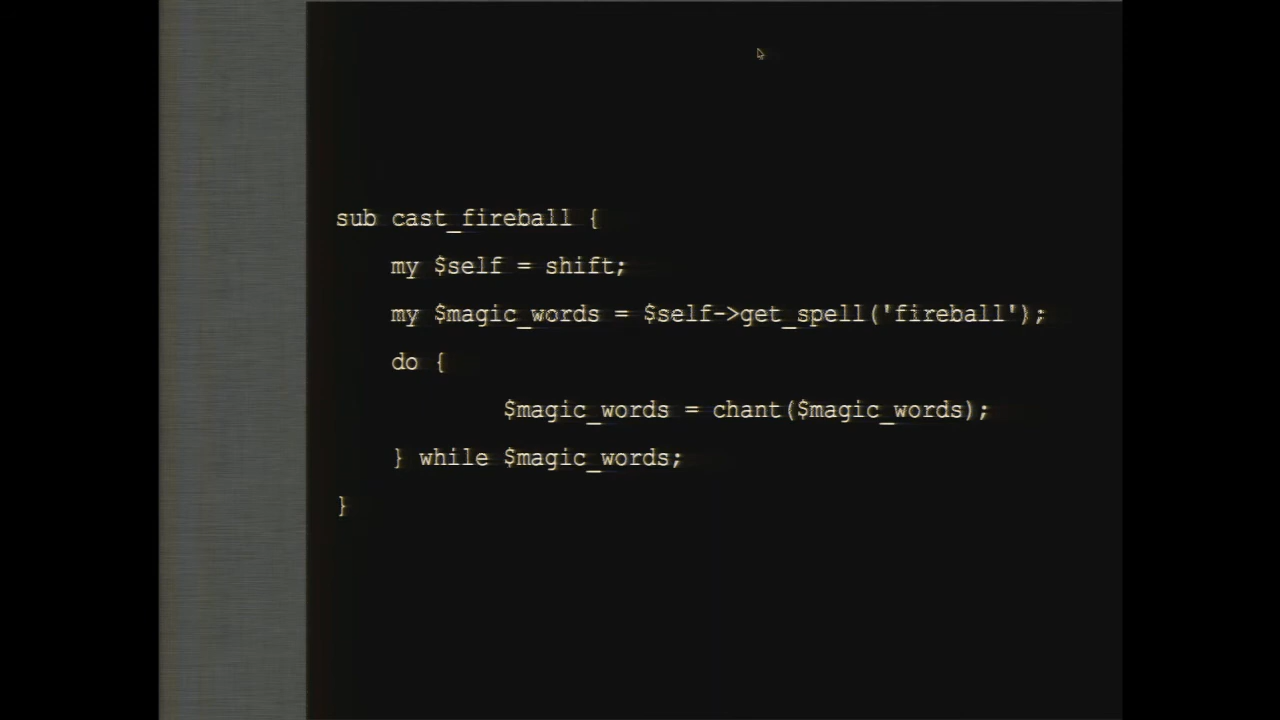 sub cast_fireball {
my $self = shift;
my $magic_words = $self->get_spell('fireball');
do {
$magic_words = chant($magic_words);
} while $magic_words;
}